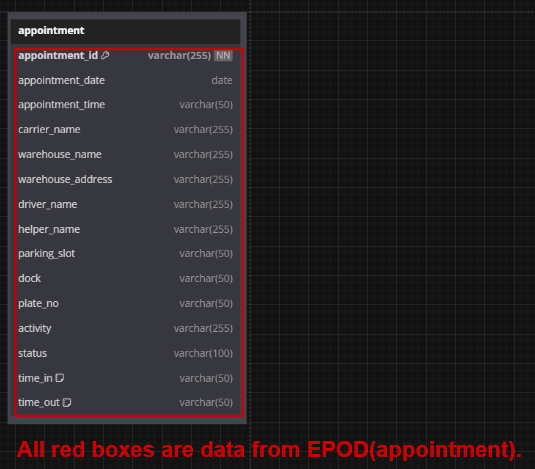 appointment
appointment_id varchar(255) NN
appointment_date date
appointment_time varchar(50)
carrier_name varchar(255)
warehouse_name varchar(255)
warehouse_address varchar(255)
driver_name varchar(255)
helper_name varchar(255)
parking_slot varchar(50)
dock varchar(50)
plate_no varchar(50)
activity varchar(255)
status varchar(100)
time_in varchar(50)
time_out varchar(50)
All red boxes are data from EPOD(appointment).